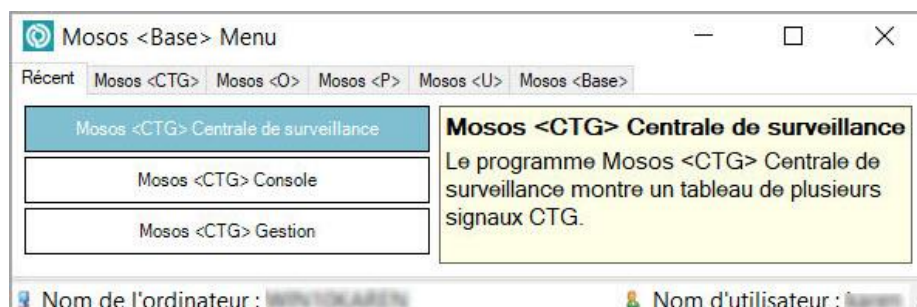 Mosos <Base> Menu
Récent Mosos <CTG> Mosos <O> Mosos <P> Mosos <U> Mosos <Base>
Mosos <CTG> Centrale de surveillance
Mosos <CTG> Console
Mosos <CTG> Gestion
Mosos <CTG> Centrale de surveillance
Le programme Mosos <CTG> Centrale de
surveillance montre un tableau de plusieurs
signaux CTG.
Nom de l'ordinateur :
Nom d'utilisateur :